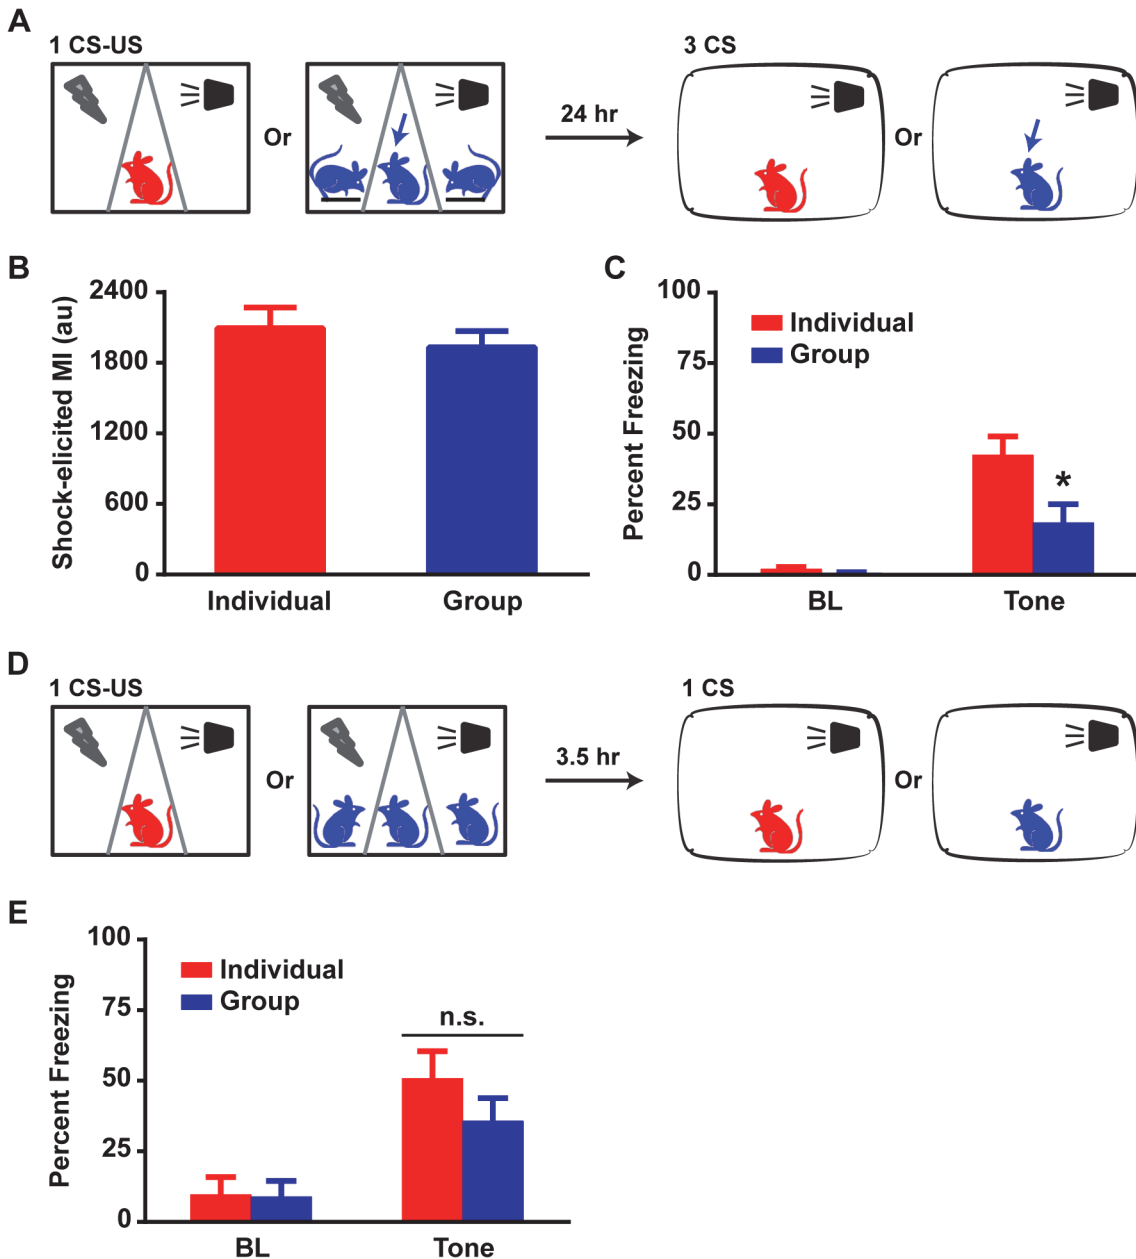 A
1 CS-US
3 CS
Or
24 hr
Or
B
Shock-elicited MI (au)
2400
1800
1200
600
0
Individual
Group
C
Percent Freezing
100
75
50
25
0
Individual
Group
*
BL
Tone
D
1 CS-US
1 CS
Or
3.5 hr
Or
E
Percent Freezing
100
75
50
25
0
Individual
Group
n.s.
BL
Tone